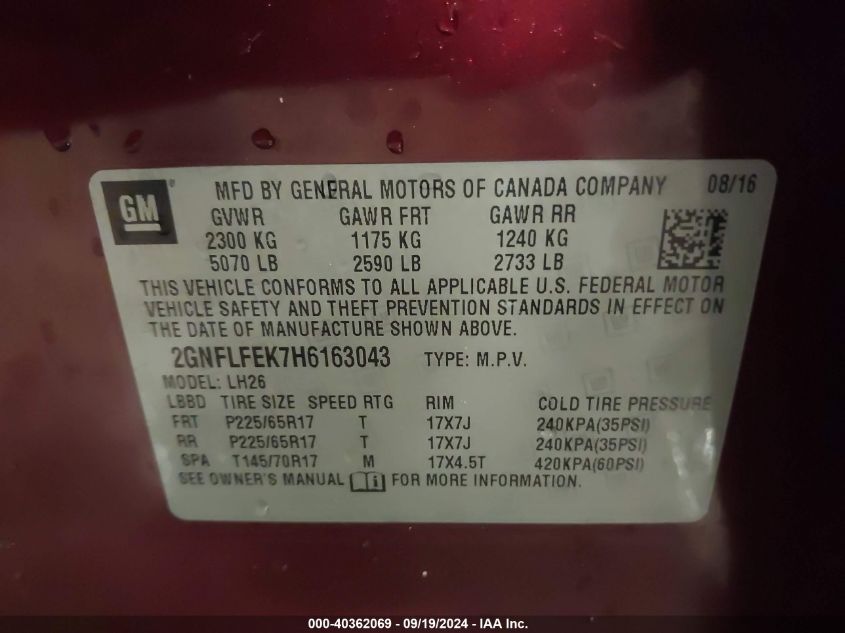 GM ® MFD BY GENERAL MOTORS OF CANADA COMPANY 08/16
GVWR GAWR FRT GAWR RR
2300 KG 1175 KG 1240 KG
5070 LB 2590 LB 2733 LB
THIS VEHICLE CONFORMS TO ALL APPLICABLE U.S. FEDERAL MOTOR
VEHICLE SAFETY AND THEFT PREVENTION STANDARDS IN EFFECT ON
THE DATE OF MANUFACTURE SHOWN ABOVE.
2GNFLFEK7H6163043 TYPE: M.P.V.
MODEL: LH26
LBBD TIRE SIZE SPEED RTG RIM COLD TIRE PRESSURE
FRT P225/65R17 T 17X7J 240KPA(35PSI)
RR P225/65R17 T 17X7J 240KPA(35PSI)
SPA T145/70R17 M 17X4.5T 420KPA(60PSI)
SEE OWNER'S MANUAL FOR MORE INFORMATION.
000-40362069 - 09/19/2024 - IAA Inc.